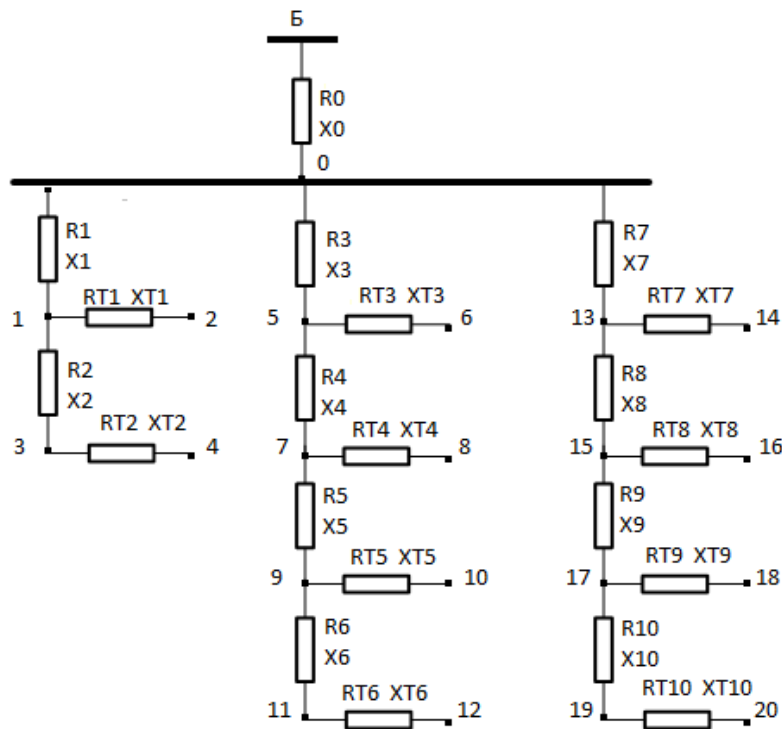 Б
R0
X0
0
R1
X1
R3
X3
R7
X7
RT1 XT1
RT3 XT3
RT7 XT7
1
2
5
6
13
14
R2
X2
R4
X4
R8
X8
RT2 XT2
RT4 XT4
RT8 XT8
3
4
7
8
15
16
R5
X5
R9
X9
RT5 XT5
RT9 XT9
9
10
17
18
R6
X6
R10
X10
RT6 XT6
RT10 XT10
11
12
19
20